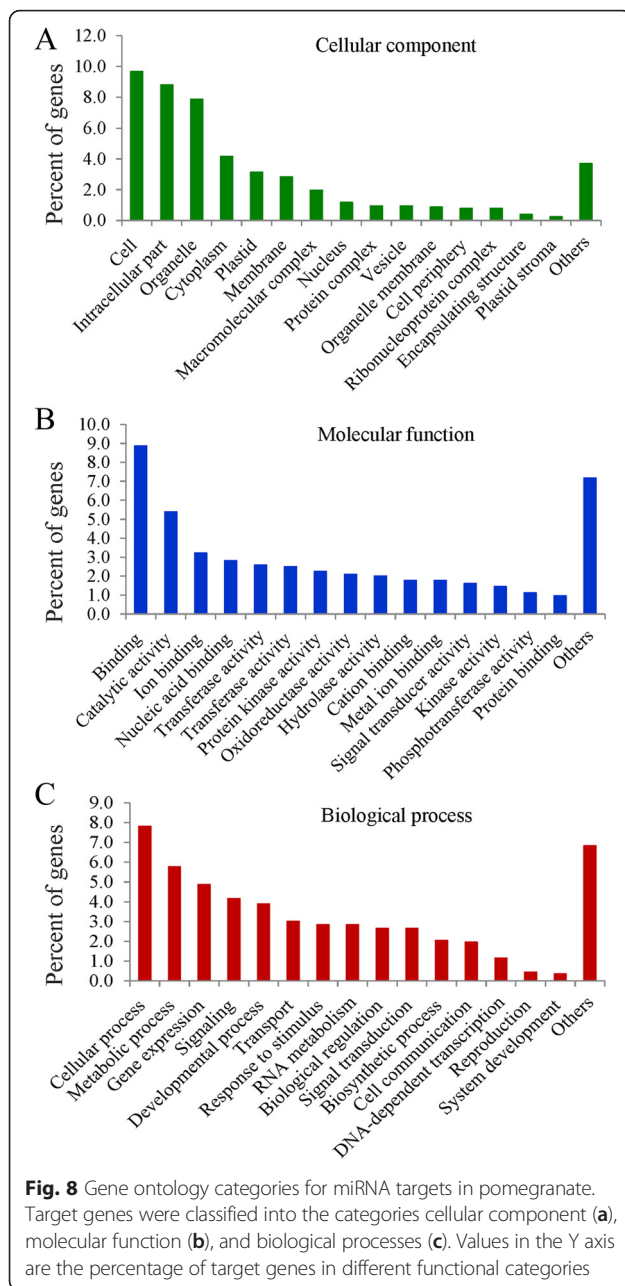 A
Cellular component
Percent of genes
12.0
10.0
8.0
6.0
4.0
2.0
0.0
Cell
Intracellular part
Organelle
Cytoplasm
Plastid
Membrane
Macromolecular complex
Nucleus
Protein complex
Vesicle
Organelle membrane
Cell periphery
Ribonucleoprotein complex
Encapsulating structure
Plastid stroma
Others
B
Molecular function
Percent of genes
10.0
9.0
8.0
7.0
6.0
5.0
4.0
3.0
2.0
1.0
0.0
Binding
Catalytic activity
Ion binding
Nucleic acid binding
Transferase activity
Transferase activity
Protein kinase activity
Oxidoreductase activity
Hydrolase activity
Cation binding
Metal ion binding
Signal transducer activity
Kinase activity
Phosphotransferase activity
Protein binding
Others
C
Biological process
Percent of genes
9.0
8.0
7.0
6.0
5.0
4.0
3.0
2.0
1.0
0.0
Cellular process
Metabolic process
Gene expression
Signaling
Developmental process
Transport
Response to stimulus
RNA metabolism
Biological regulation
Signal transduction
Biosynthetic process
Cell communication
DNA-dependent transcription
Reproduction
System development
Others
Fig. 8 Gene ontology categories for miRNA targets in pomegranate.
Target genes were classified into the categories cellular component (a),
molecular function (b), and biological processes (c). Values in the Y axis
are the percentage of target genes in different functional categories